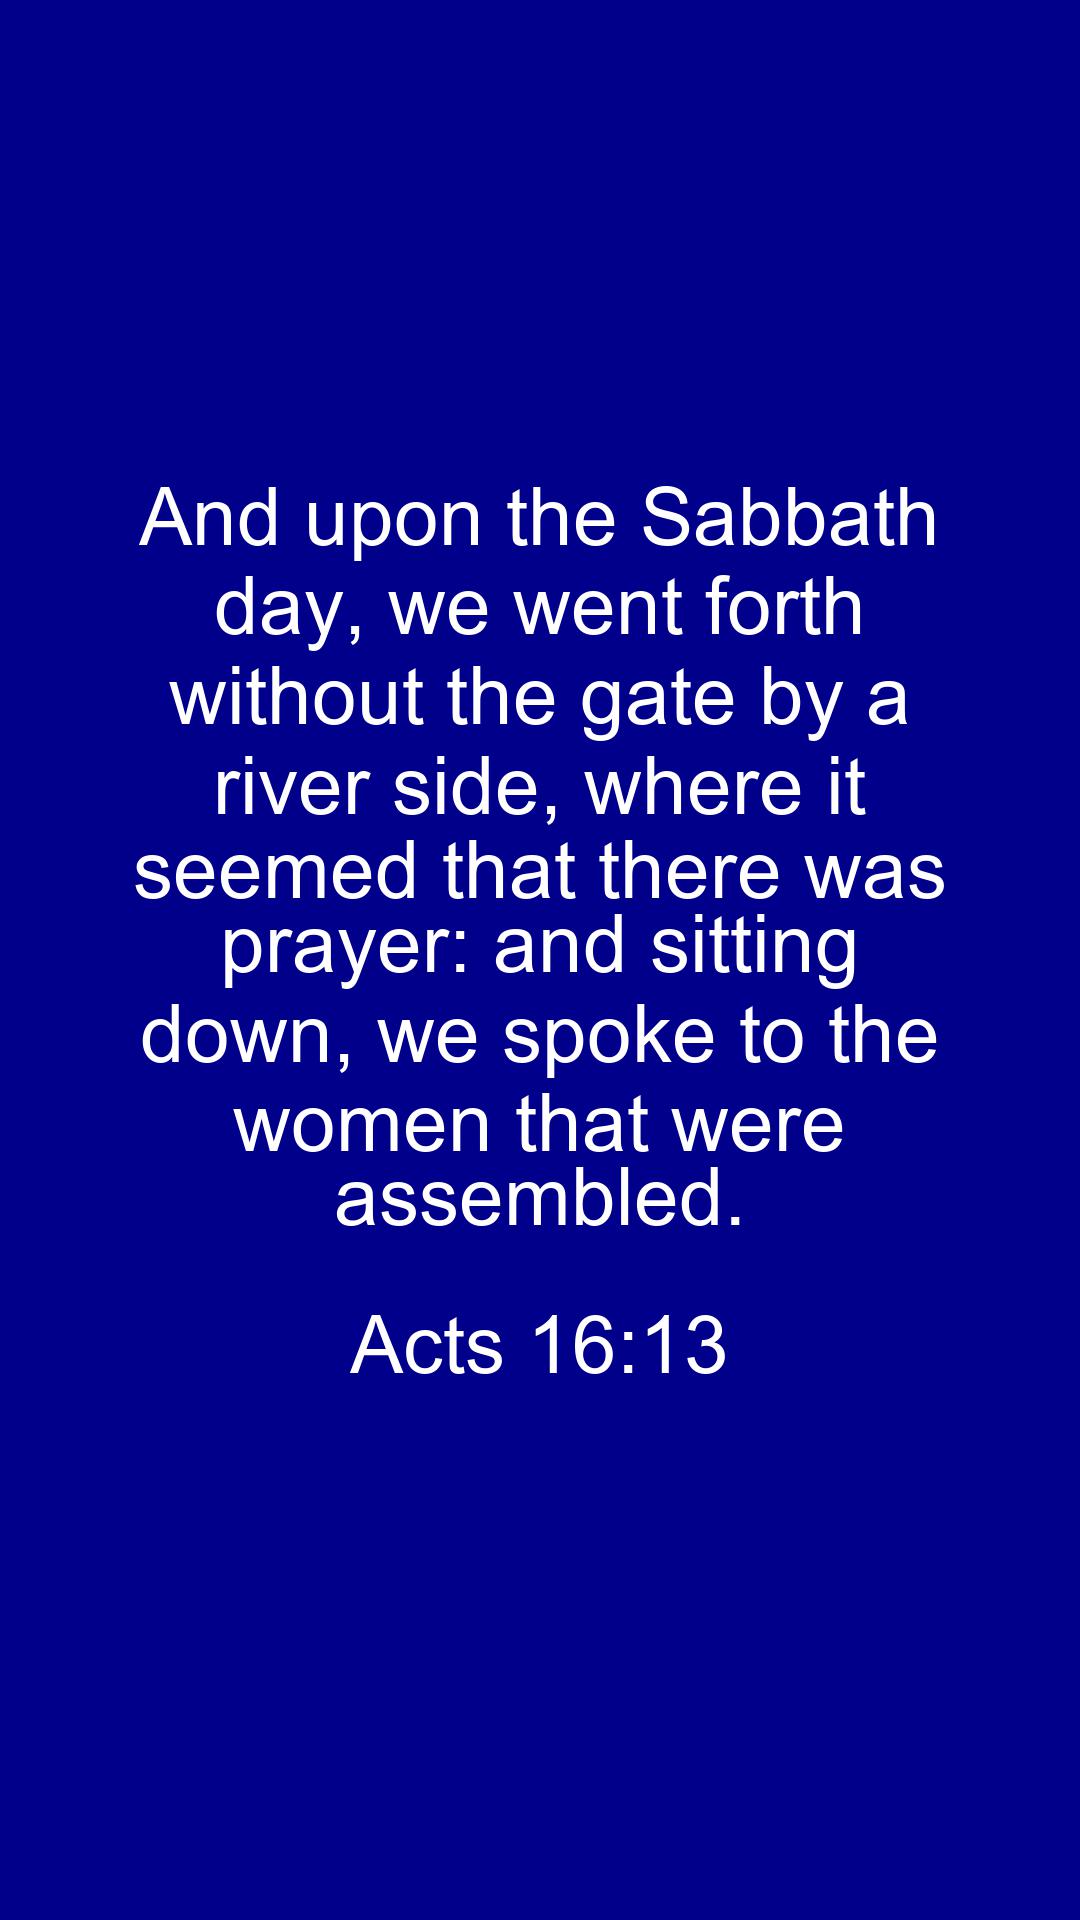 And upon the Sabbath
day, we went forth
without the gate by a
river side, where it
seemed that there was
prayer: and sitting
down, we spoke to the
women that were
assembled.
Acts 16:13